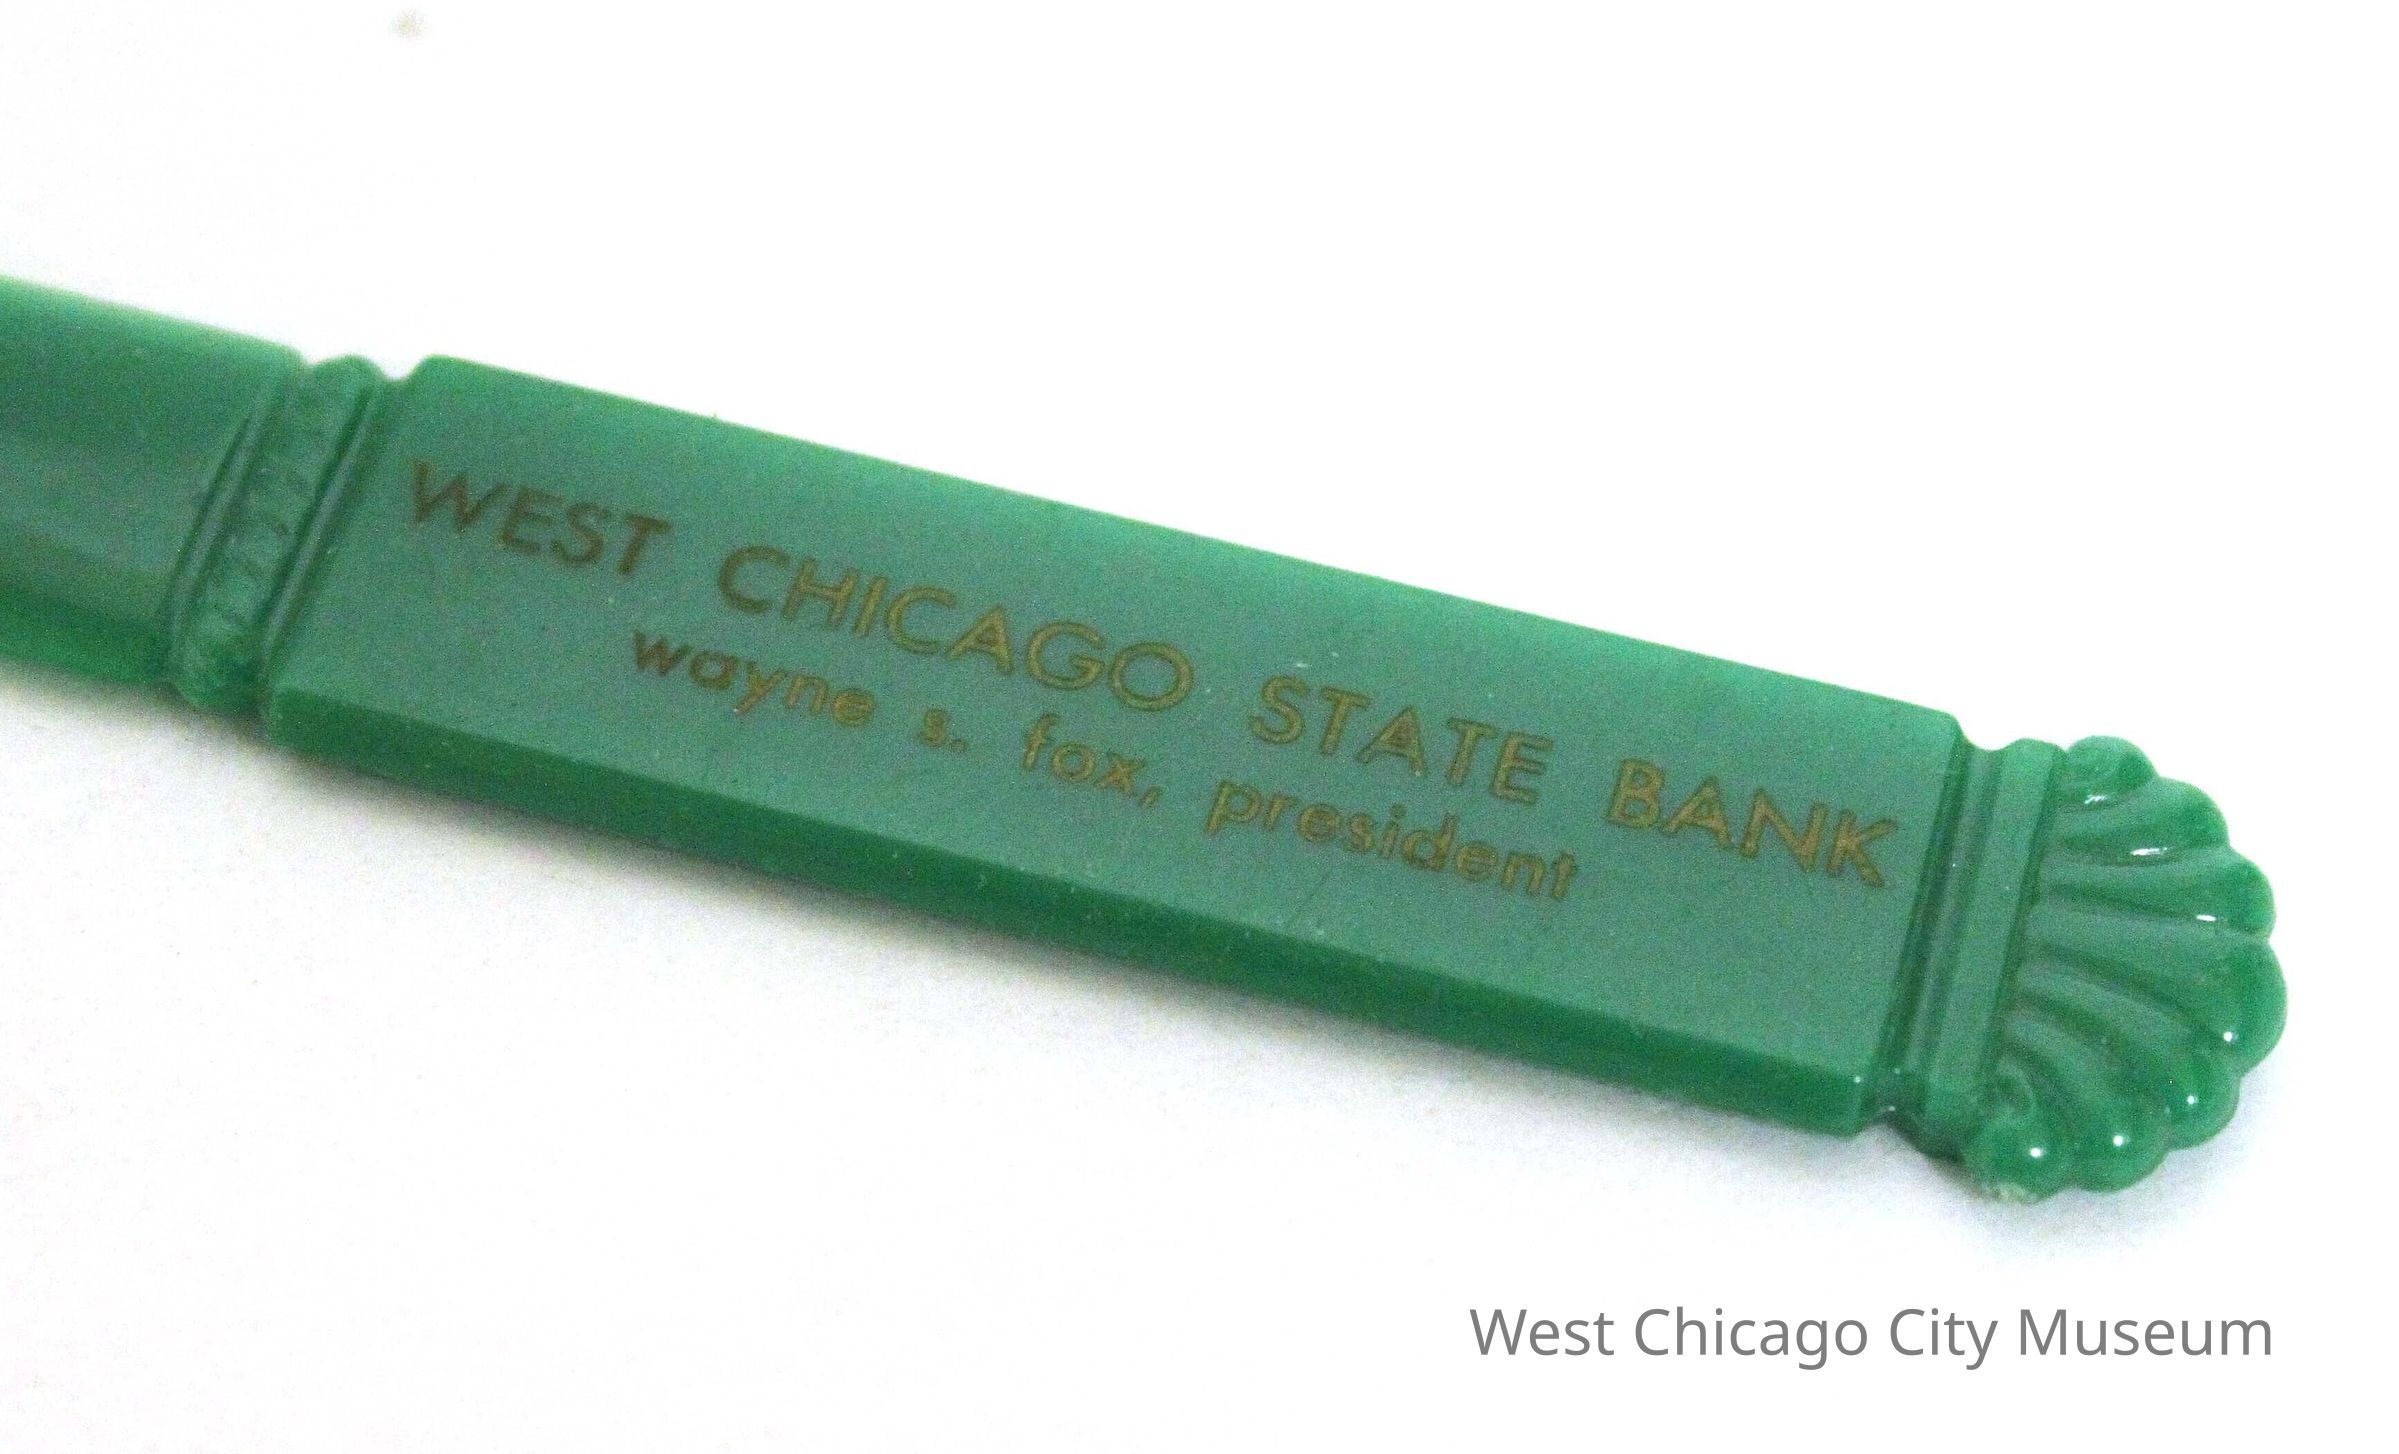 WEST CHICAGO STATE BANK
wayne s. fox, president
West Chicago City Museum